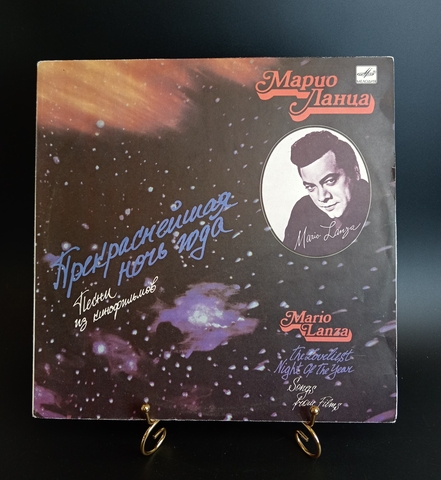 Марио
Ланца
Mario Lanza
Прекраснейшая
ночь года
Песни
из кинофильмов
Mario
Lanza
The Loveliest
Night Of The Year
Songs
from Films